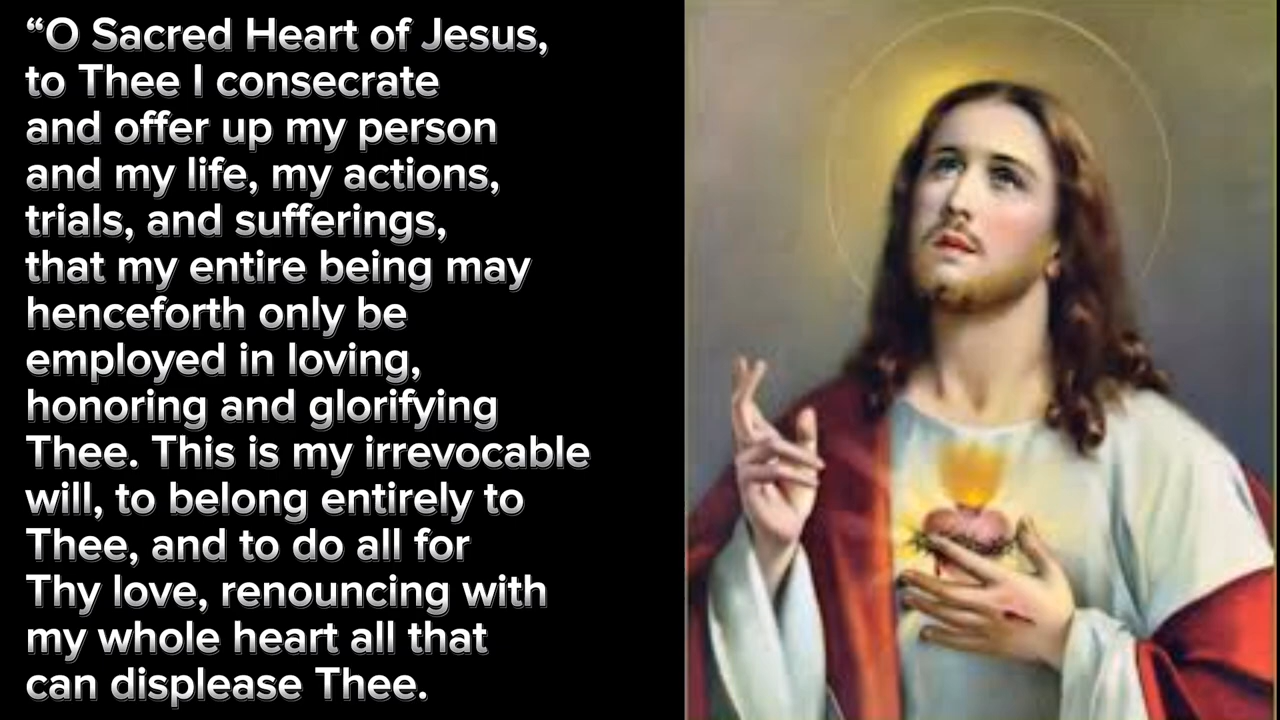 “O Sacred Heart of Jesus,
to Thee I consecrate
and offer up my person
and my life, my actions,
trials, and sufferings,
that my entire being may
henceforth only be
employed in loving,
honoring and glorifying
Thee. This is my irrevocable
will, to belong entirely to
Thee, and to do all for
Thy love, renouncing with
my whole heart all that
can displease Thee.